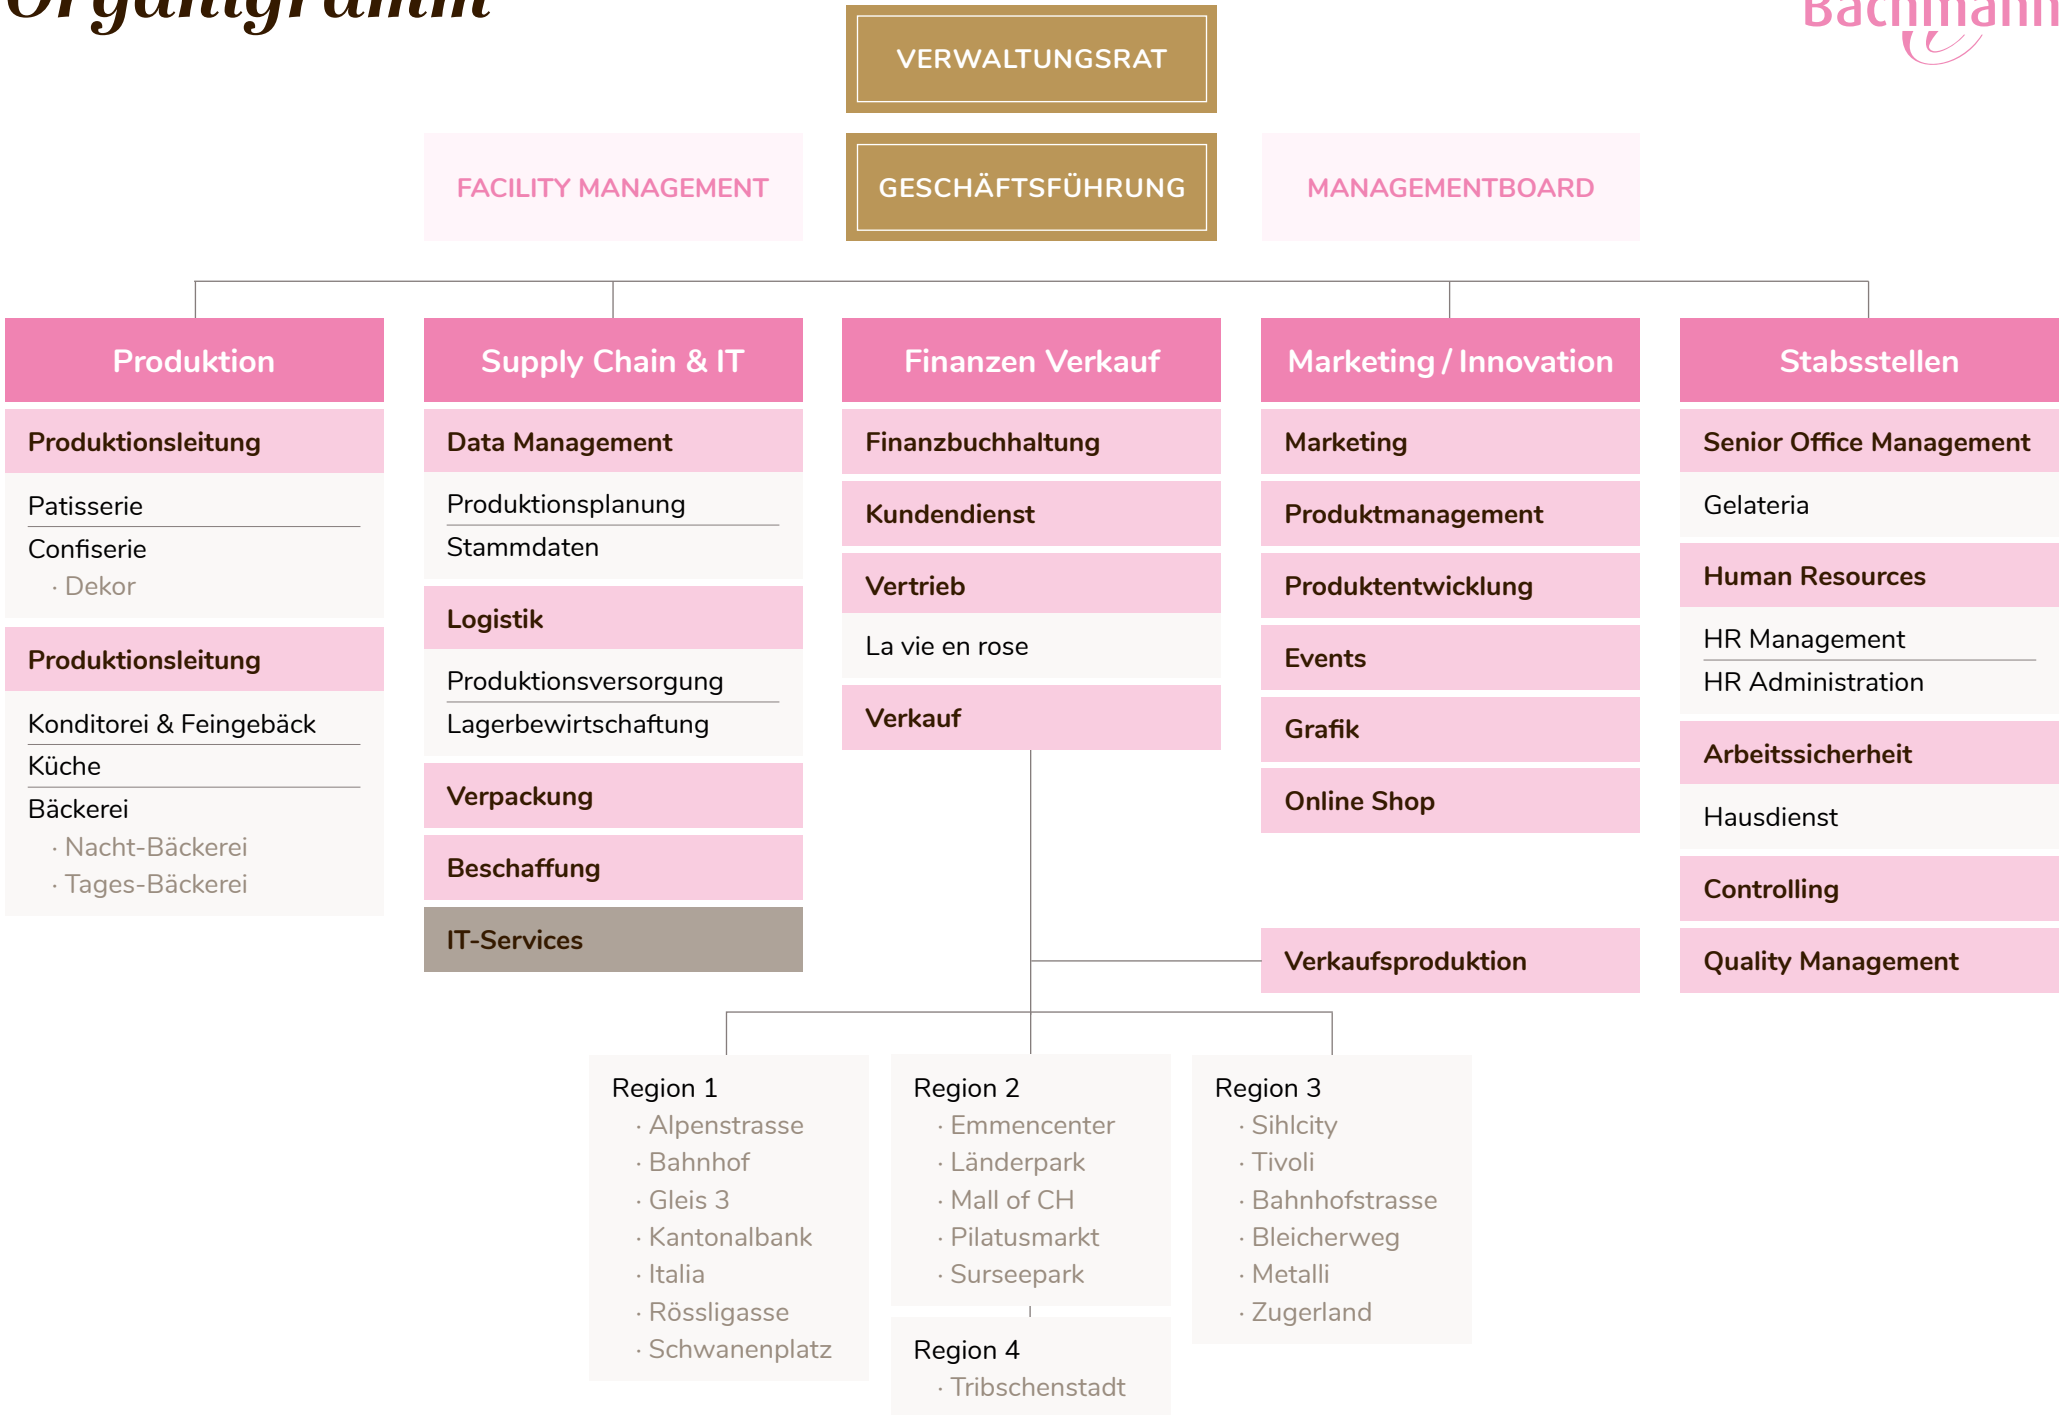 Organigramm
Bachmann
VERWALTUNGSRAT
FACILITY MANAGEMENT
GESCHÄFTSFÜHRUNG
MANAGEMENTBOARD
Produktion
Produktionsleitung
Patisserie
Confiserie
· Dekor
Produktionsleitung
Konditorei & Feingebäck
Küche
Bäckerei
· Nacht-Bäckerei
· Tages-Bäckerei
Supply Chain & IT
Data Management
Produktionsplanung
Stammdaten
Logistik
Produktionsversorgung
Lagerbewirtschaftung
Verpackung
Beschaffung
IT-Services
Finanzen Verkauf
Finanzbuchhaltung
Kundendienst
Vertrieb
La vie en rose
Verkauf
Marketing / Innovation
Marketing
Produktmanagement
Produktentwicklung
Events
Grafik
Online Shop
Verkaufsproduktion
Stabsstellen
Senior Office Management
Gelateria
Human Resources
HR Management
HR Administration
Arbeitssicherheit
Hausdienst
Controlling
Quality Management
Region 1
· Alpenstrasse
· Bahnhof
· Gleis 3
· Kantonalbank
· Italia
· Rössligasse
· Schwanenplatz
Region 2
· Emmencenter
· Länderpark
· Mall of CH
· Pilatusmarkt
· Surseepark
Region 4
· Tribschenstadt
Region 3
· Sihlcity
· Tivoli
· Bahnhofstrasse
· Bleicherweg
· Metalli
· Zugerland